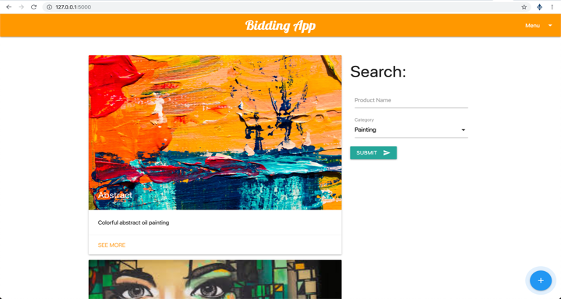 127.0.0.1:5000
Bidding App
Menu
Abstract
Colorful abstract oil painting
SEE MORE
Search:
Product Name
Category
Painting
SUBMIT